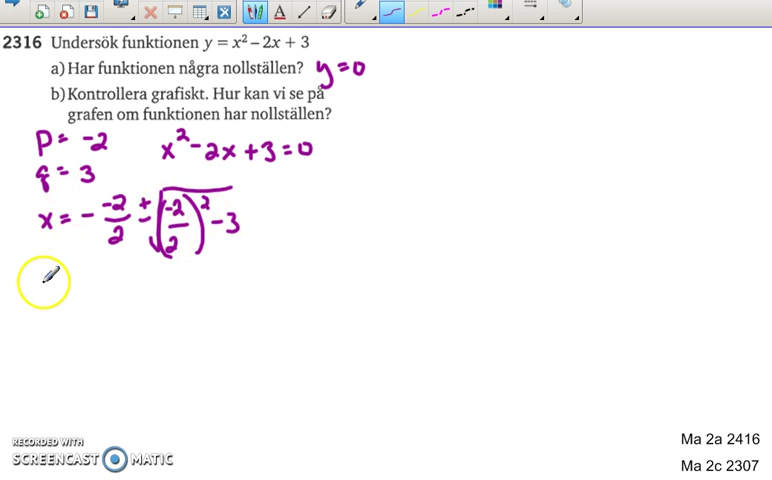 2316 Undersök funktionen y = x² – 2x + 3
a) Har funktionen några nollställen? y=0
b) Kontrollera grafiskt. Hur kan vi se på
grafen om funktionen har nollställen?
p = -2 x² - 2x + 3 = 0
q = 3
x = - -2/2 ± √((-2/2)² - 3)
RECORDED WITH
SCREENCAST MATIC
Ma 2a 2416
Ma 2c 2307